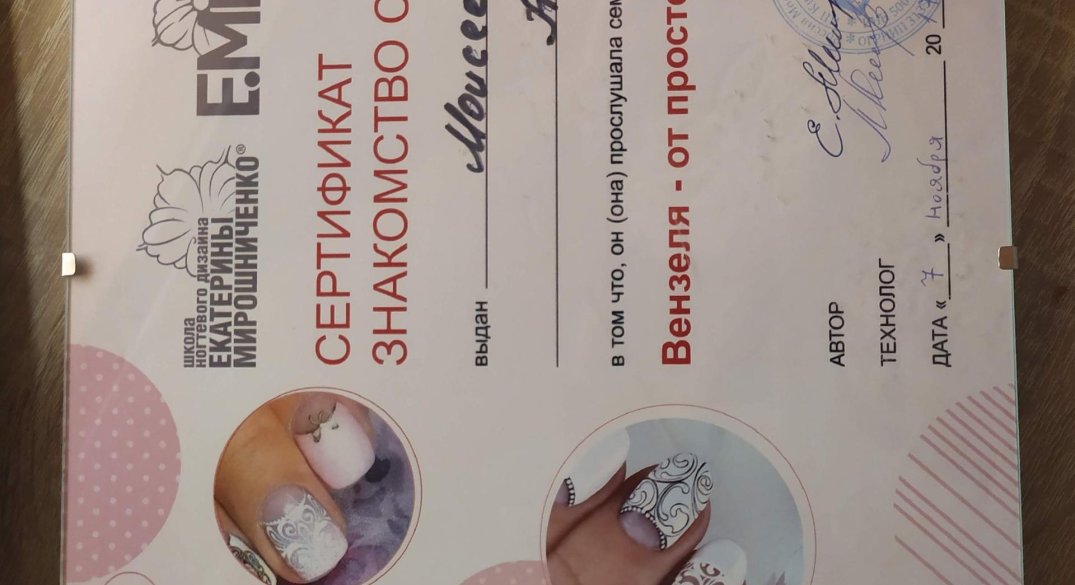 школа
ногтевого дизайна
ЕКАТЕРИНЫ
МИРОШНИЧЕНКО®
E.Mi
СЕРТИФИКАТ
ЗНАКОМСТВО С
выдан Моисее
в том что, он (она) прослушала сем
Вензеля - от просто
АВТОР
ТЕХНОЛОГ
ДАТА « 7 » ноября 20